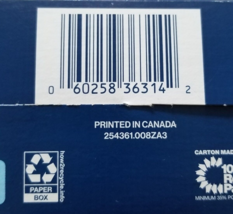 0 60258 36314 2
PRINTED IN CANADA
254361.008ZA3
how2recycle.info
CARTON MADE
PAPER
BOX
MINIMUM 35% PO